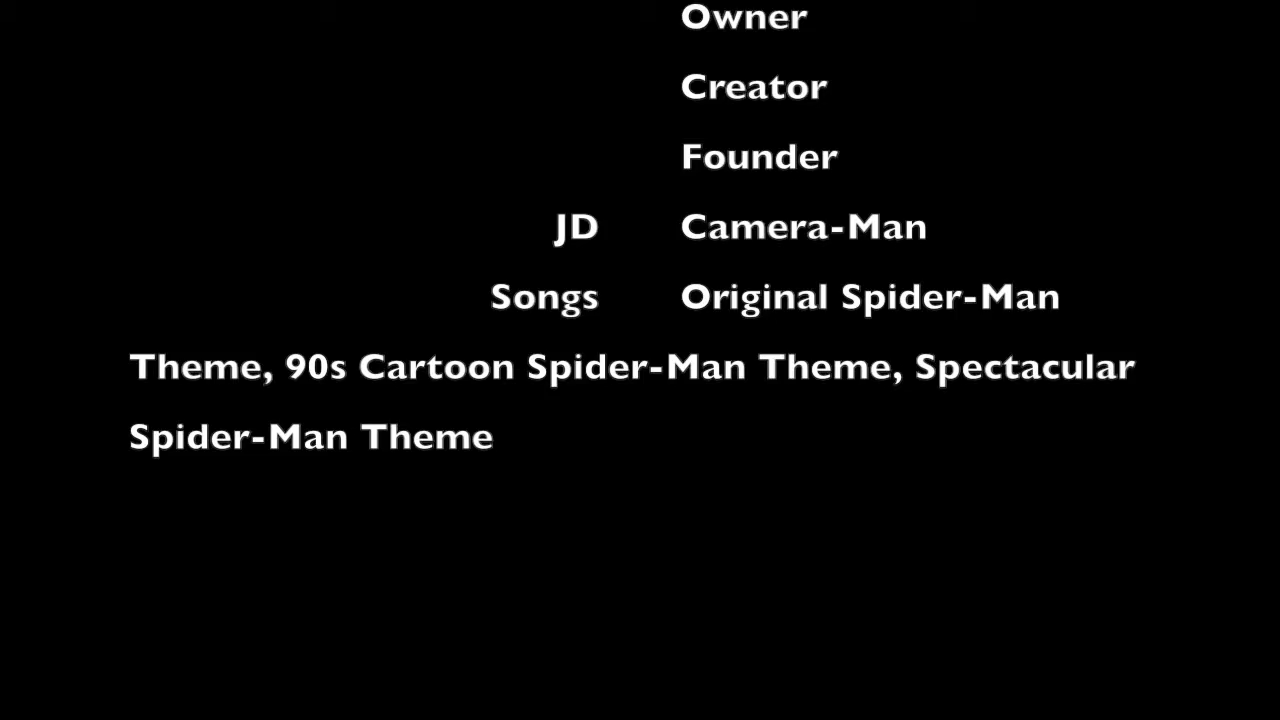 Owner
Creator
Founder
JD Camera-Man
Songs Original Spider-Man
Theme, 90s Cartoon Spider-Man Theme, Spectacular
Spider-Man Theme